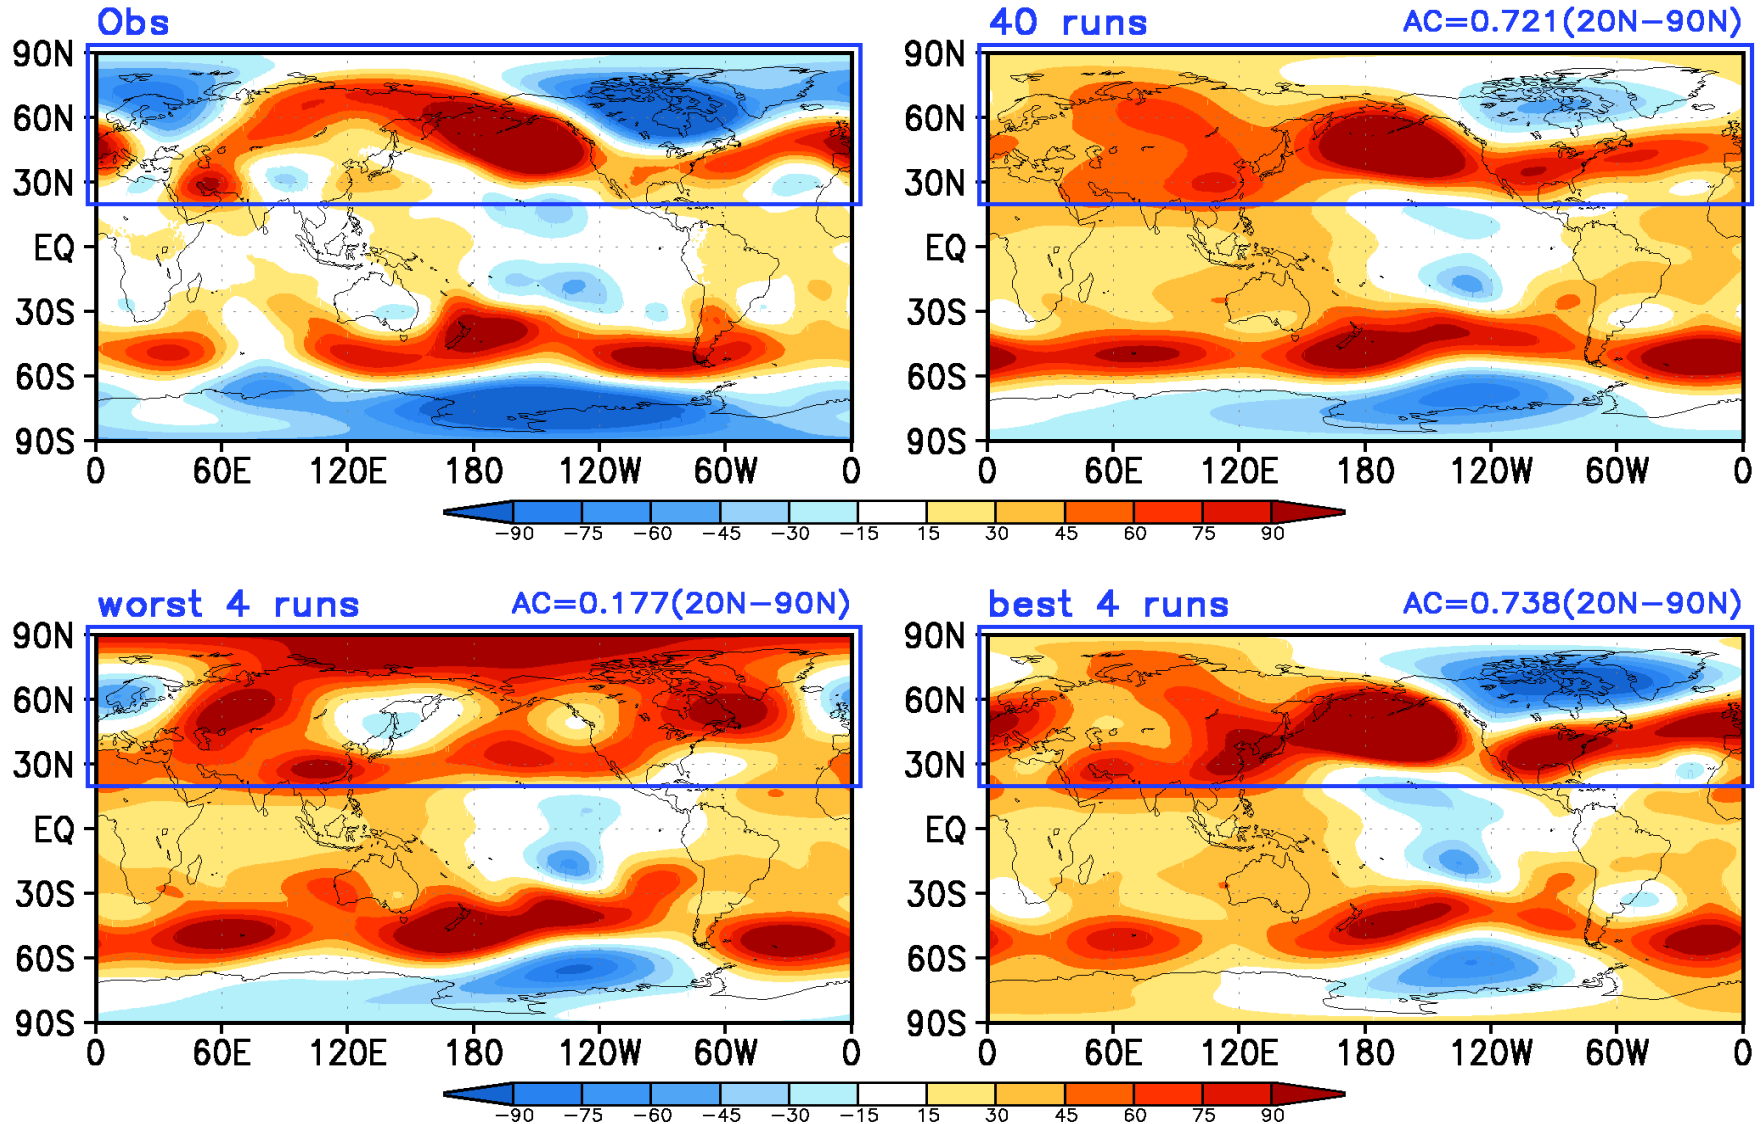 Obs
40 runs AC=0.721(20N−90N)
90N
60N
30N
EQ
30S
60S
90S
0 60E 120E 180 120W 60W 0
90N
60N
30N
EQ
30S
60S
90S
0 60E 120E 180 120W 60W 0
−90 −75 −60 −45 −30 −15 15 30 45 60 75 90
worst 4 runs AC=0.177(20N−90N)
best 4 runs AC=0.738(20N−90N)
90N
60N
30N
EQ
30S
60S
90S
0 60E 120E 180 120W 60W 0
90N
60N
30N
EQ
30S
60S
90S
0 60E 120E 180 120W 60W 0
−90 −75 −60 −45 −30 −15 15 30 45 60 75 90